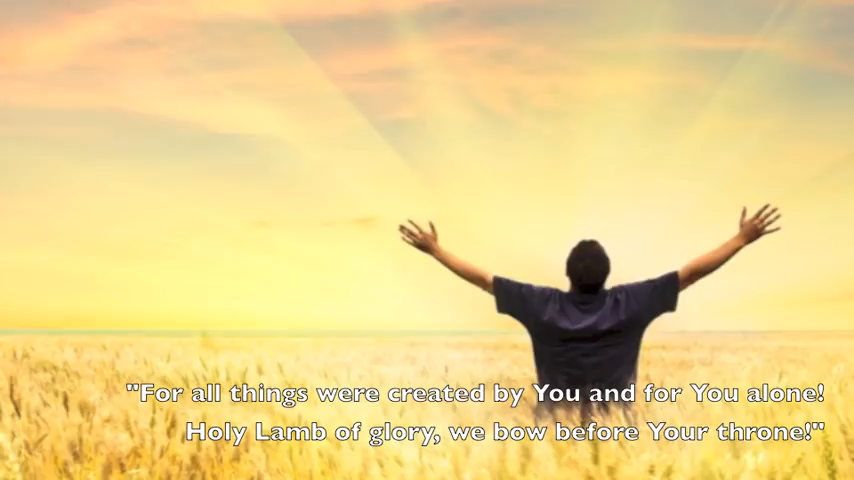 "For all things were created by You and for You alone!
Holy Lamb of glory, we bow before Your throne!"